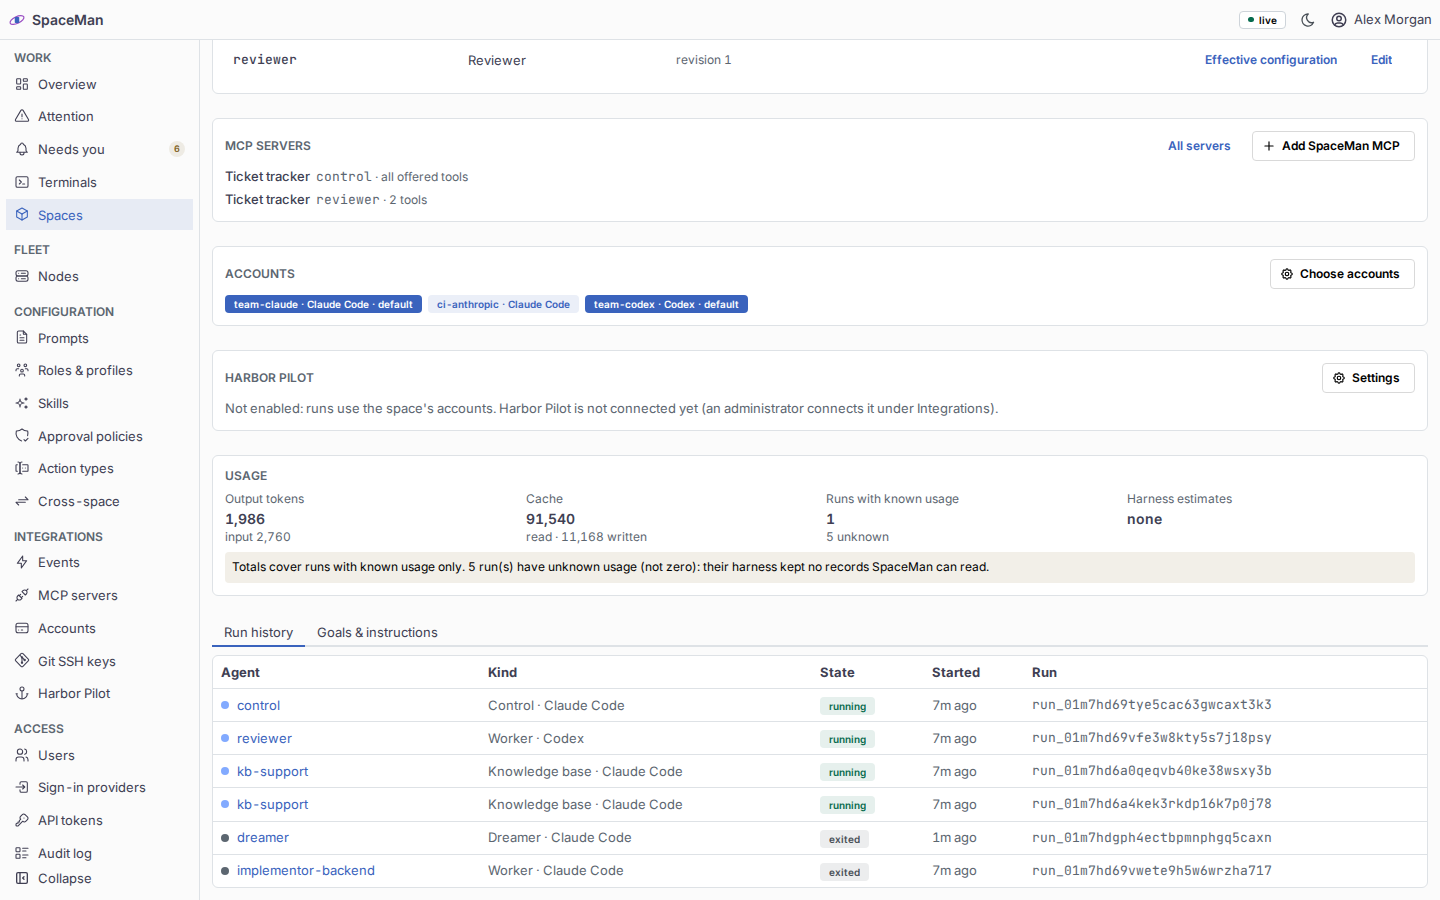 SpaceMan
live
Alex Morgan
WORK
Overview
Attention
Needs you 6
Terminals
Spaces
FLEET
Nodes
CONFIGURATION
Prompts
Roles & profiles
Skills
Approval policies
Action types
Cross-space
INTEGRATIONS
Events
MCP servers
Accounts
Git SSH keys
Harbor Pilot
ACCESS
Users
Sign-in providers
API tokens
Audit log
Collapse
reviewer Reviewer revision 1 Effective configuration Edit
MCP SERVERS All servers Add SpaceMan MCP
Ticket tracker control · all offered tools
Ticket tracker reviewer · 2 tools
ACCOUNTS Choose accounts
team-claude · Claude Code · default ci-anthropic · Claude Code team-codex · Codex · default
HARBOR PILOT Settings
Not enabled: runs use the space's accounts. Harbor Pilot is not connected yet (an administrator connects it under Integrations).
USAGE
Output tokens Cache Runs with known usage Harness estimates
1,986 91,540 1 none
input 2,760 read · 11,168 written 5 unknown
Totals cover runs with known usage only. 5 run(s) have unknown usage (not zero): their harness kept no records SpaceMan can read.
Run history Goals & instructions
Agent Kind State Started Run
control Control · Claude Code running 7m ago run_01m7hd69tye5cac63gwcaxt3k3
reviewer Worker · Codex running 7m ago run_01m7hd69vfe3w8kty5s7j18psy
kb-support Knowledge base · Claude Code running 7m ago run_01m7hd6a0qeqvb40ke38wsxy3b
kb-support Knowledge base · Claude Code running 7m ago run_01m7hd6a4kek3rkdp16k7p0j78
dreamer Dreamer · Claude Code exited 1m ago run_01m7hdgph4ectbpmnphgq5caxn
implementor-backend Worker · Claude Code exited 7m ago run_01m7hd69vwete9h5w6wrzha717